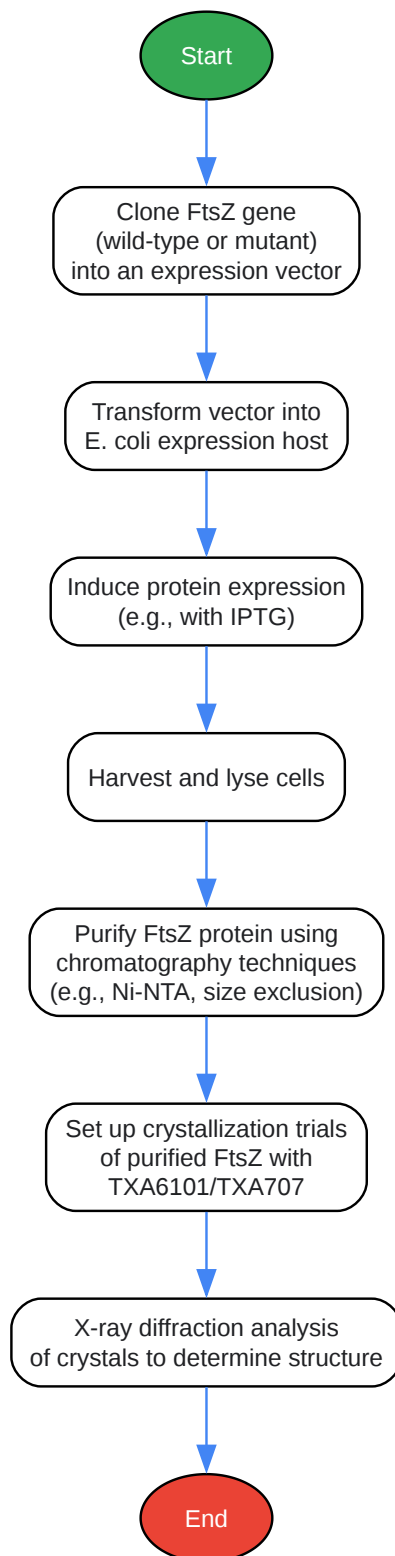 Start
Clone FtsZ gene
(wild-type or mutant)
into an expression vector
Transform vector into
E. coli expression host
Induce protein expression
(e.g., with IPTG)
Harvest and lyse cells
Purify FtsZ protein using
chromatography techniques
(e.g., Ni-NTA, size exclusion)
Set up crystallization trials
of purified FtsZ with
TXA6101/TXA707
X-ray diffraction analysis
of crystals to determine structure
End